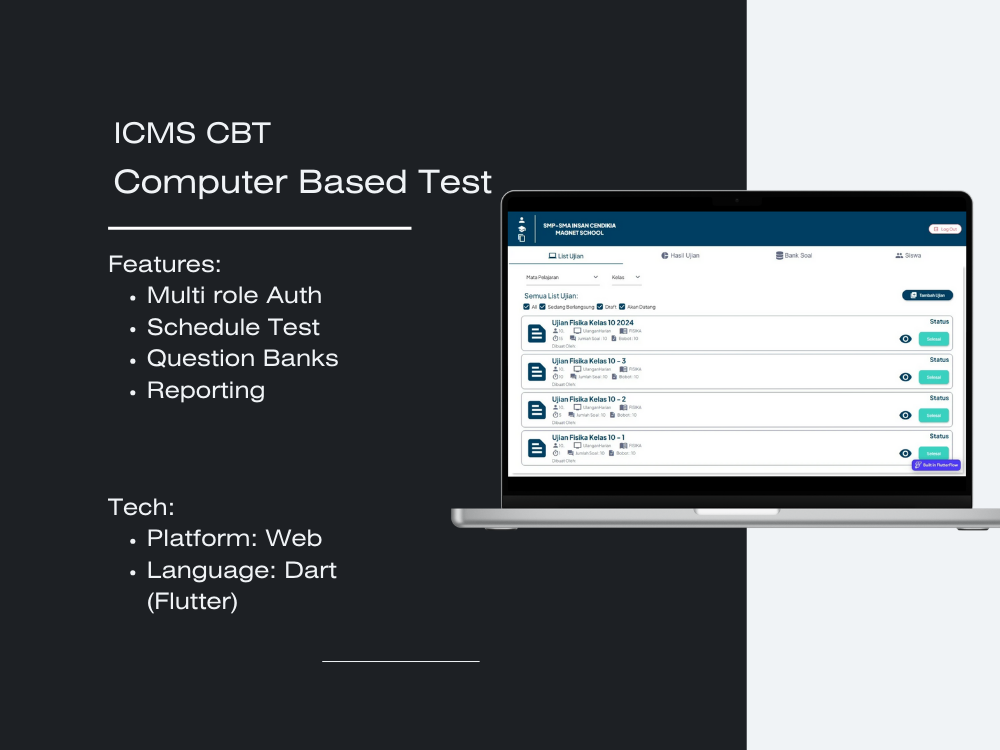 ICMS CBT
Computer Based Test
Features:
Multi role Auth
Schedule Test
Question Banks
Reporting
Tech:
Platform: Web
Language: Dart
(Flutter)
SMP-SMA INSAN CENDIKIA
MAGNET SCHOOL
Log Out
List Ujian
Hasil Ujian
Bank Soal
Siswa
Mata Pelajaran
Kelas
Semua List Ujian:
Tambah Ujian
All
Sedang Berlangsung
Draft
Akan Datang
Ujian Fisika Kelas 10 2024
Status
10
Ulangan Harian
FISIKA
10
Jumlah Soal: 10
Bobot: 10
Selesai
Dibuat Oleh:
Ujian Fisika Kelas 10 - 3
Status
10
Ulangan Harian
FISIKA
10
Jumlah Soal: 10
Bobot: 10
Selesai
Dibuat Oleh:
Ujian Fisika Kelas 10 - 2
Status
10
Ulangan Harian
FISIKA
Jumlah Soal: 10
Bobot: 10
Selesai
Dibuat Oleh:
Ujian Fisika Kelas 10 - 1
Status
10
Ulangan Harian
FISIKA
Jumlah Soal: 10
Bobot: 10
Selesai
Dibuat Oleh:
Built in FlutterFlow